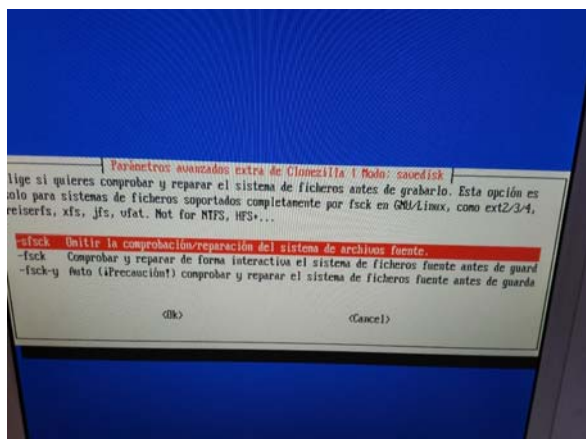 Parámetros avanzados extra de Clonezilla | Modo: savedisk
lige si quieres comprobar y reparar el sistema de ficheros antes de grabarlo. Esta opción es
olo para sistemas de ficheros soportados completamente por fsck en GNU/Linux, como ext2/3/4,
reiserfs, xfs, jfs, vfat. Not for NTFS, HFS+...
-sfsck Omitir la comprobación/reparación del sistema de archivos fuente.
-fsck Comprobar y reparar de forma interactiva el sistema de ficheros fuente antes de guard
-fsck-y Auto (¡Precaución!) comprobar y reparar el sistema de ficheros fuente antes de guarda
<Ok> <Cancel>